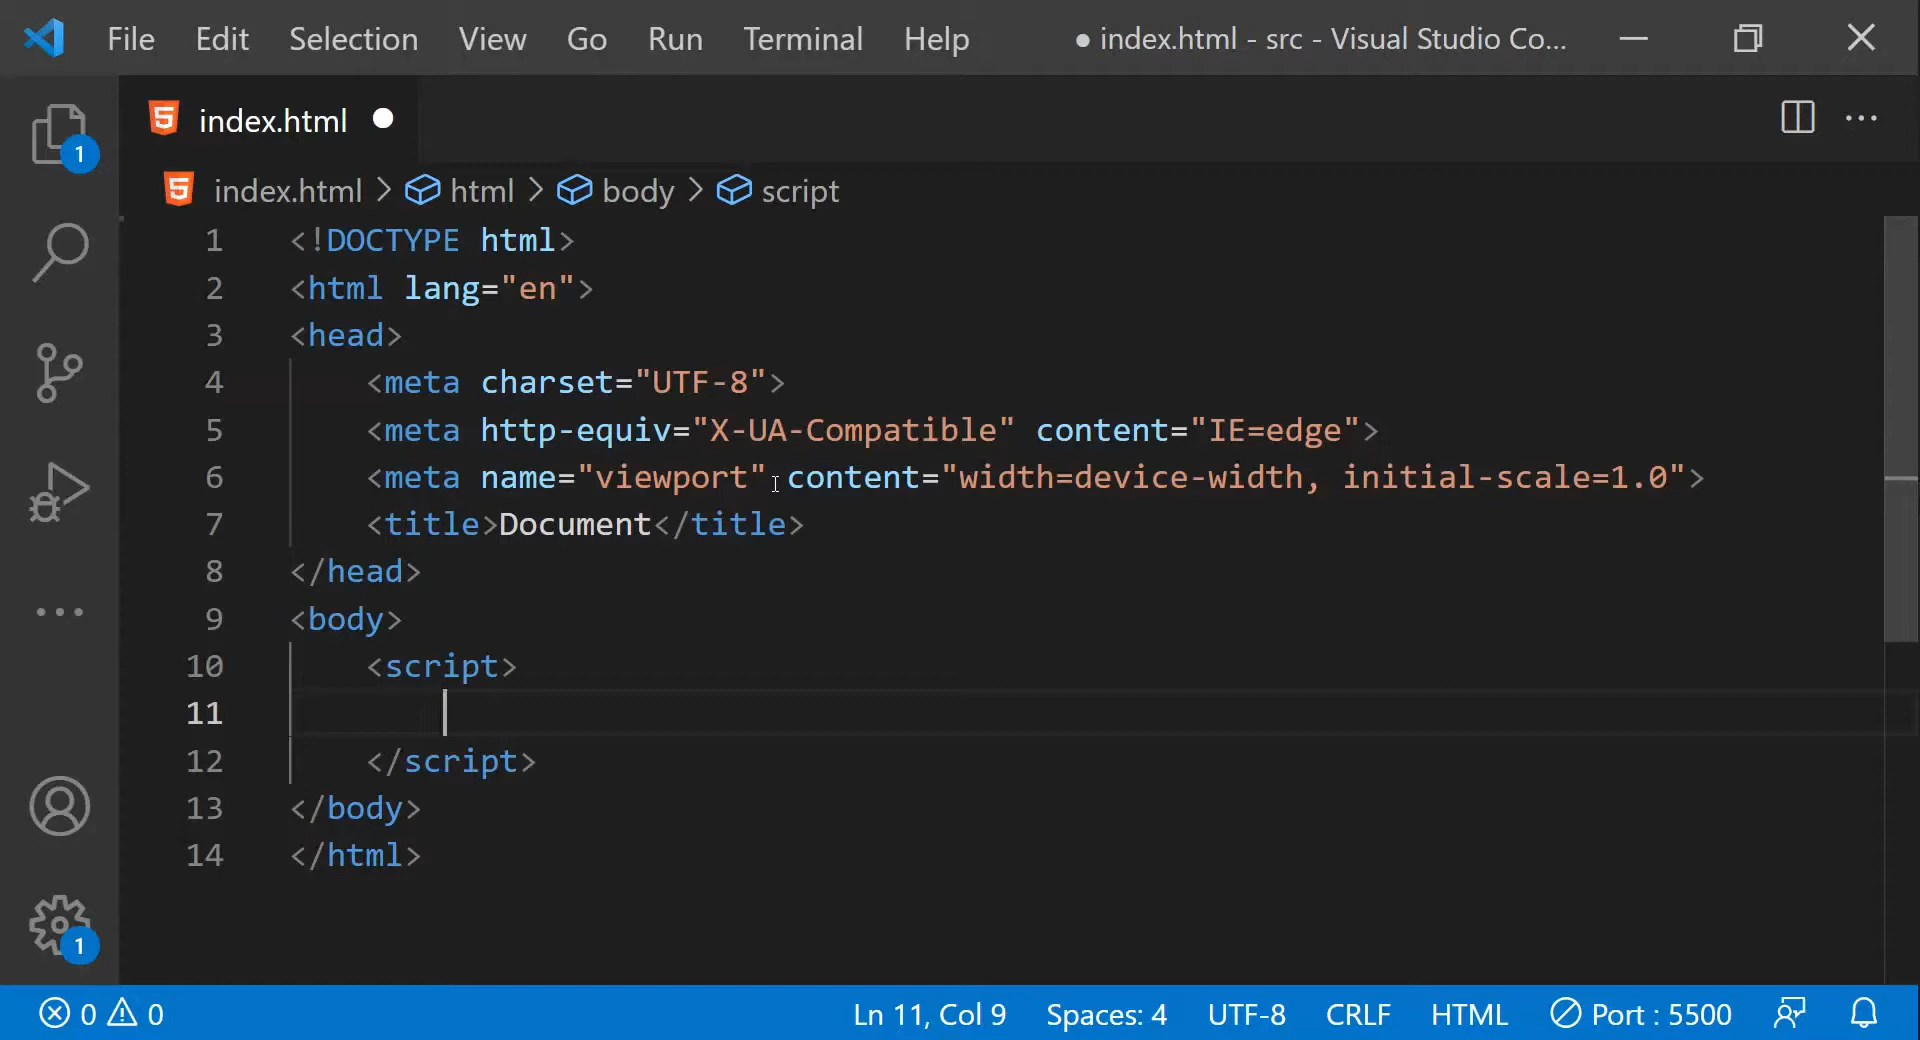 File Edit Selection View Go Run Terminal Help ● index.html - src - Visual Studio Co...
index.html ●
1
index.html > html > body > script
1 <!DOCTYPE html>
2 <html lang="en">
3 <head>
4 <meta charset="UTF-8">
5 <meta http-equiv="X-UA-Compatible" content="IE=edge">
6 <meta name="viewport" content="width=device-width, initial-scale=1.0">
7 <title>Document</title>
8 </head>
9 <body>
10 <script>
11
12 </script>
13 </body>
14 </html>
1
0 0 Ln 11, Col 9 Spaces: 4 UTF-8 CRLF HTML Port : 5500